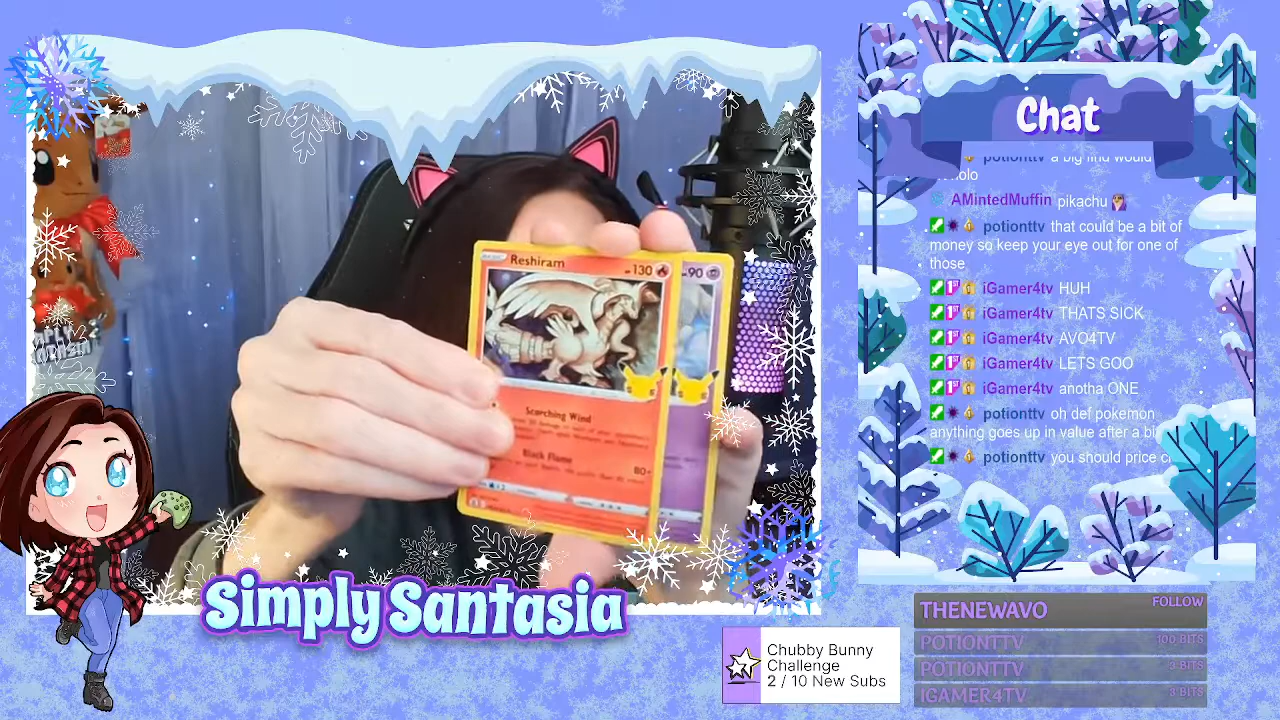 Reshiram
130
90
Scorching Wind
Black Flame
80+
Simply Santasia
Chat
potionttv a big find would
AMintedMuffin pikachu
potionttv that could be a bit of
money so keep your eye out for one of
those
iGamer4tv HUH
iGamer4tv THATS SICK
iGamer4tv AVO4TV
iGamer4tv LETS GOO
iGamer4tv anotha ONE
potionttv oh def pokemon
anything goes up in value after a bit
potionttv you should price
Chubby Bunny
Challenge
2 / 10 New Subs
THENEWAVO FOLLOW
POTIONTTV 100 BITS
POTIONTTV 3 BITS
IGAMER4TV 3 BITS